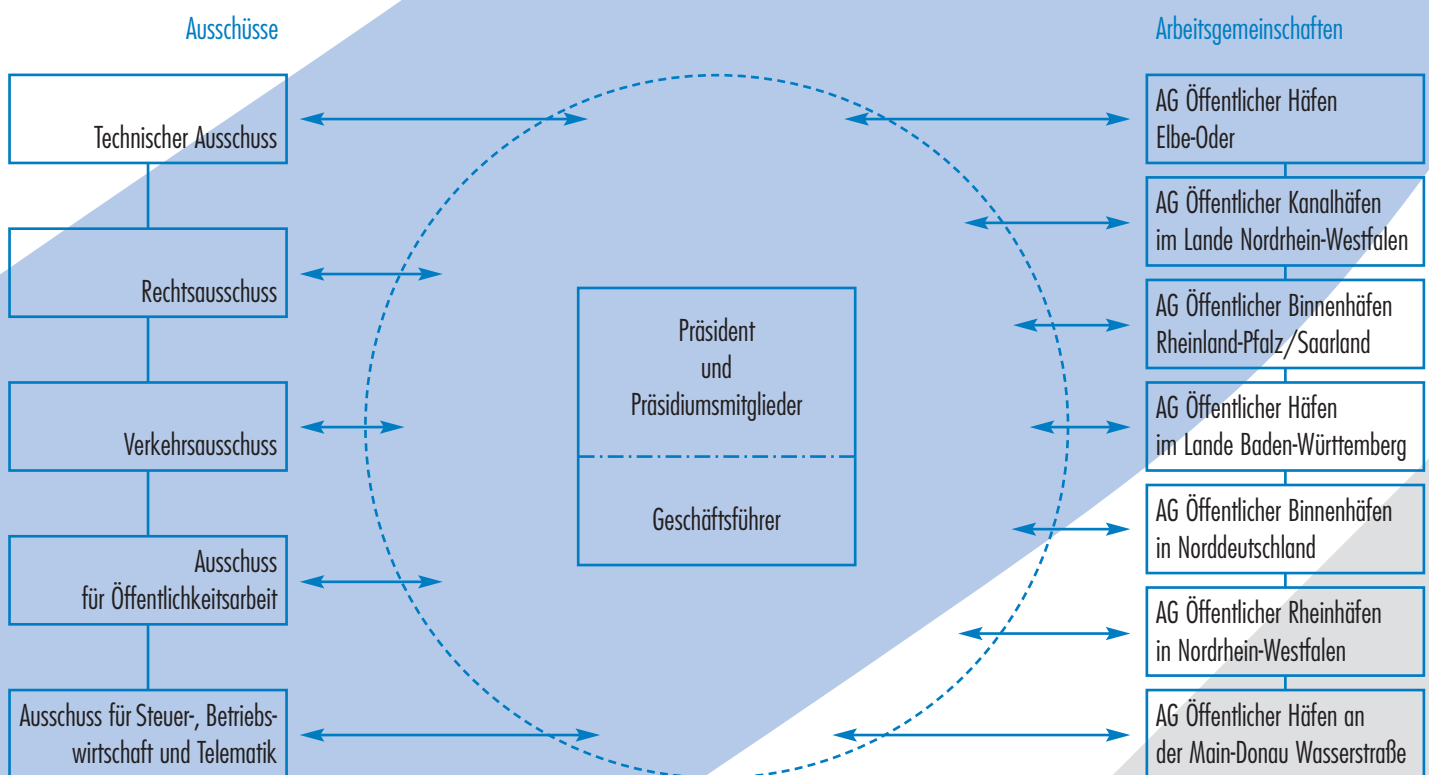 Ausschüsse
Technischer Ausschuss
Rechtsausschuss
Verkehrsausschuss
Ausschuss
für Öffentlichkeitsarbeit
Ausschuss für Steuer-, Betriebs-
wirtschaft und Telematik
Präsident
und
Präsidiumsmitglieder
Geschäftsführer
Arbeitsgemeinschaften
AG Öffentlicher Häfen
Elbe-Oder
AG Öffentlicher Kanalhäfen
im Lande Nordrhein-Westfalen
AG Öffentlicher Binnenhäfen
Rheinland-Pfalz/Saarland
AG Öffentlicher Häfen
im Lande Baden-Württemberg
AG Öffentlicher Binnenhäfen
in Norddeutschland
AG Öffentlicher Rheinhäfen
in Nordrhein-Westfalen
AG Öffentlicher Häfen an
der Main-Donau Wasserstraße